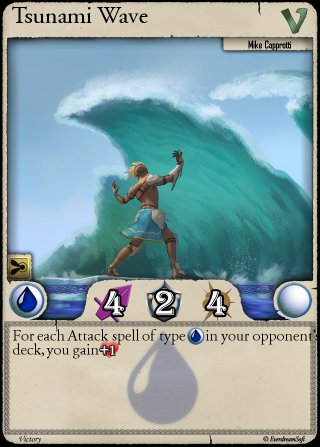 Tsunami Wave
V
Mike Capprotti
4 2 4
For each Attack spell of type in your opponent's
deck, you gain +1
Victory
© EverdreamSoft